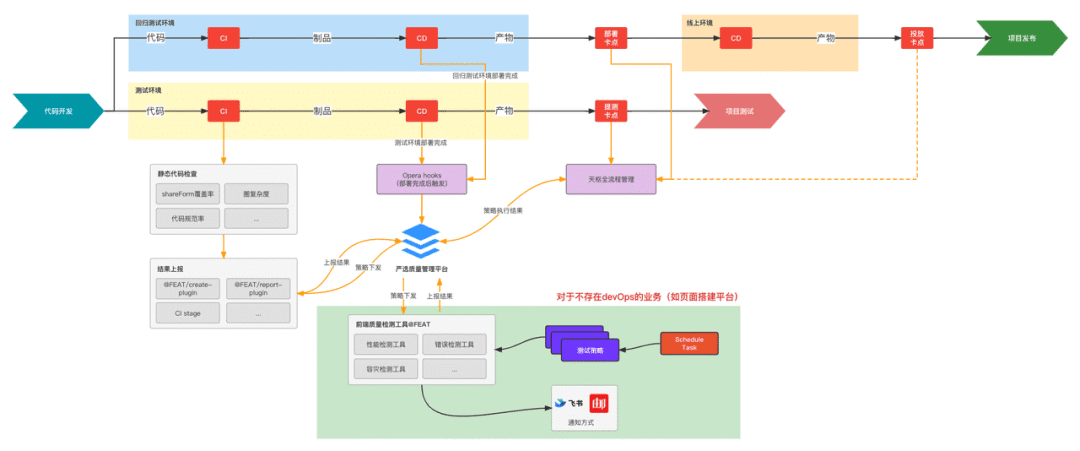 回归测试环境
线上环境
代码
CI
制品
CD
产物
部署
卡点
CD
产物
投放
卡点
项目发布
回归测试环境部署完成
测试环境
代码开发
代码
CI
制品
CD
产物
提测
卡点
项目测试
测试环境部署完成
静态代码检查
shareForm覆盖率
圈复杂度
代码规范率
...
Opera hooks
（部署完成后触发）
天枢全流程管理
策略执行结果
上报结果
策略下发
严选质量管理平台
结果上报
@FEAT/create-
plugin
@FEAT/report-
plugin
CI stage
...
策略下发
上报结果
对于不存在devOps的业务（如页面搭建平台）
前端质量检测工具@FEAT
性能检测工具
错误检测工具
容灾检测工具
...
测试策略
Schedule
Task
飞书
通知方式